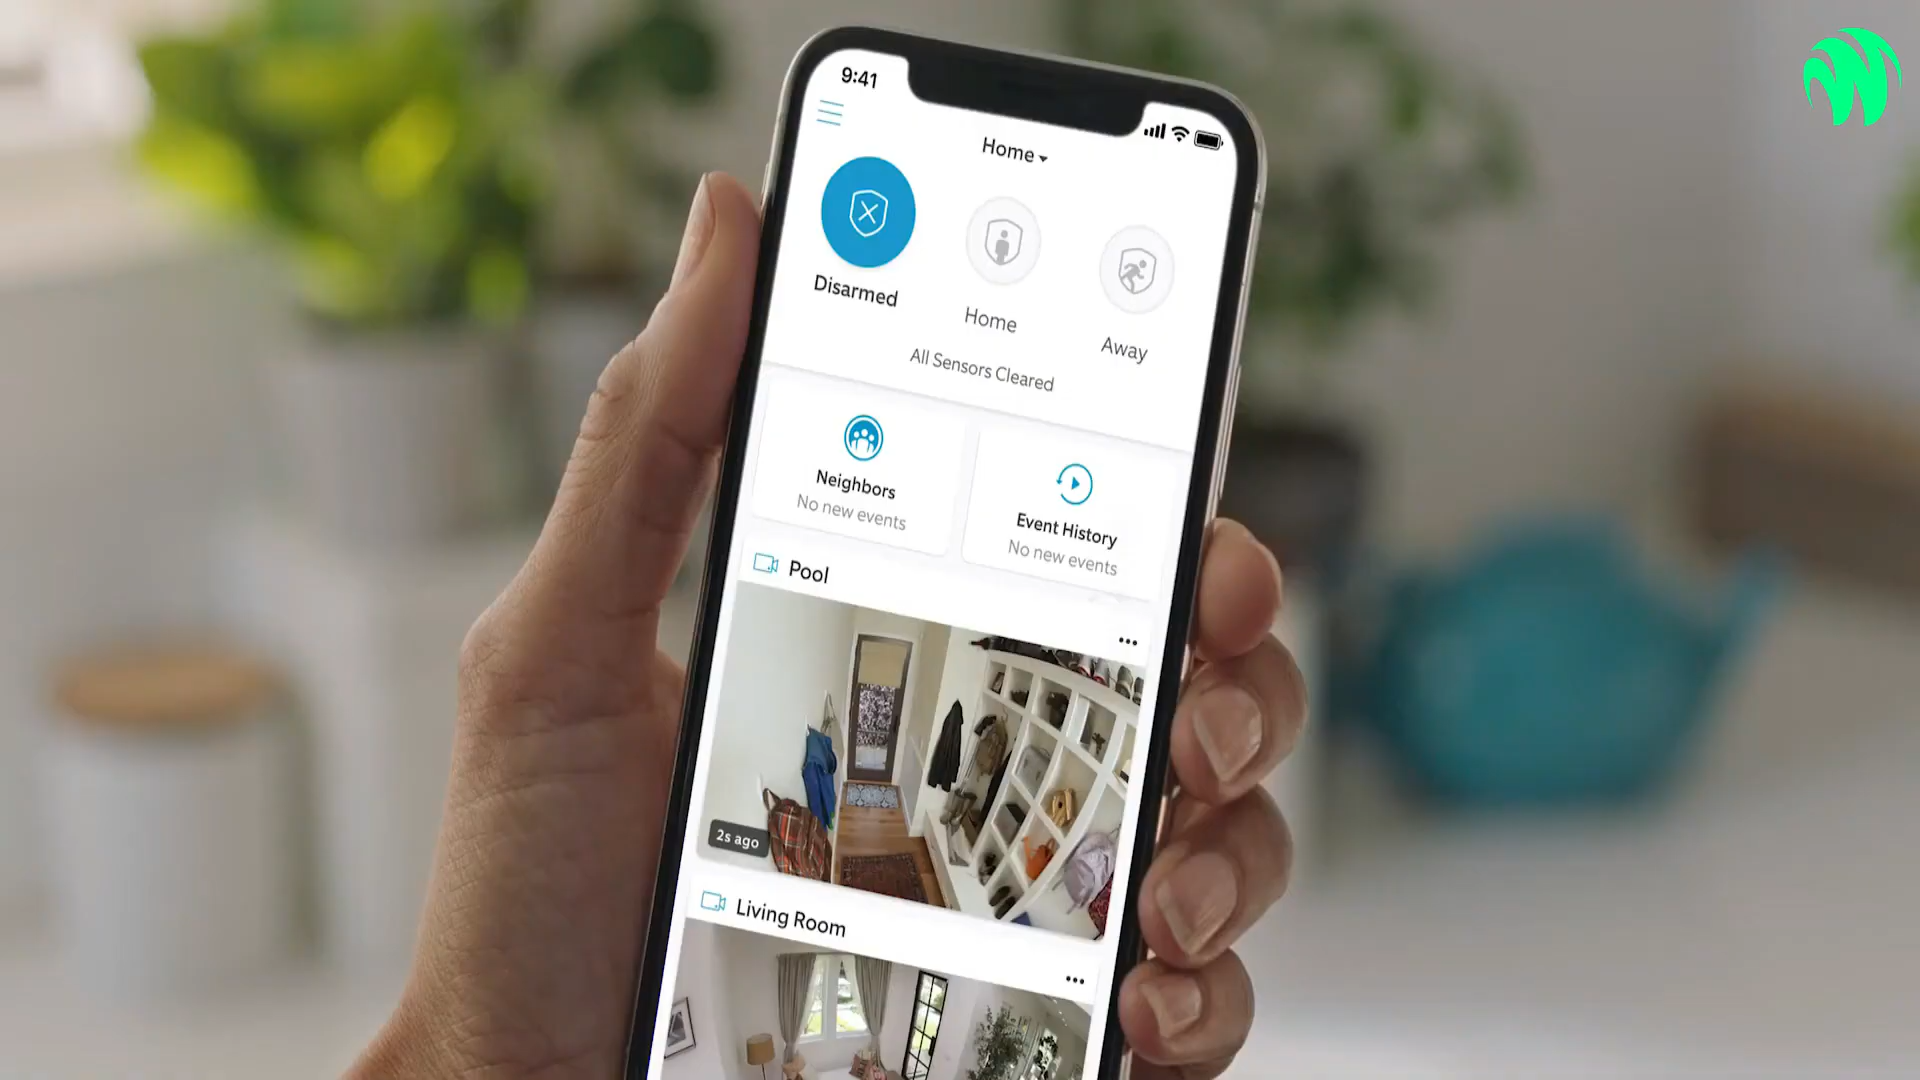 9:41
Home
Disarmed
Home
Away
All Sensors Cleared
Neighbors
No new events
Event History
No new events
Pool
2s ago
Living Room